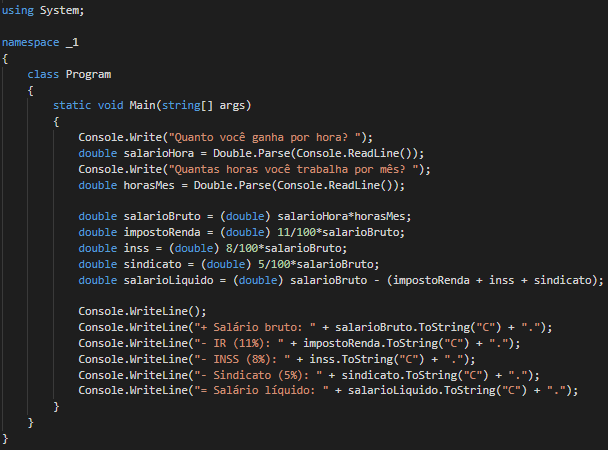 using System;
namespace _1
{
class Program
{
static void Main(string[] args)
{
Console.Write("Quanto você ganha por hora? ");
double salarioHora = Double.Parse(Console.ReadLine());
Console.Write("Quantas horas você trabalha por mês? ");
double horasMes = Double.Parse(Console.ReadLine());
double salarioBruto = (double) salarioHora*horasMes;
double impostoRenda = (double) 11/100*salarioBruto;
double inss = (double) 8/100*salarioBruto;
double sindicato = (double) 5/100*salarioBruto;
double salarioLiquido = (double) salarioBruto - (impostoRenda + inss + sindicato);
Console.WriteLine();
Console.WriteLine("+ Salário bruto: " + salarioBruto.ToString("C") + ".");
Console.WriteLine("- IR (11%): " + impostoRenda.ToString("C") + ".");
Console.WriteLine("- INSS (8%): " + inss.ToString("C") + ".");
Console.WriteLine("- Sindicato (5%): " + sindicato.ToString("C") + ".");
Console.WriteLine("= Salário líquido: " + salarioLiquido.ToString("C") + ".");
}
}
}